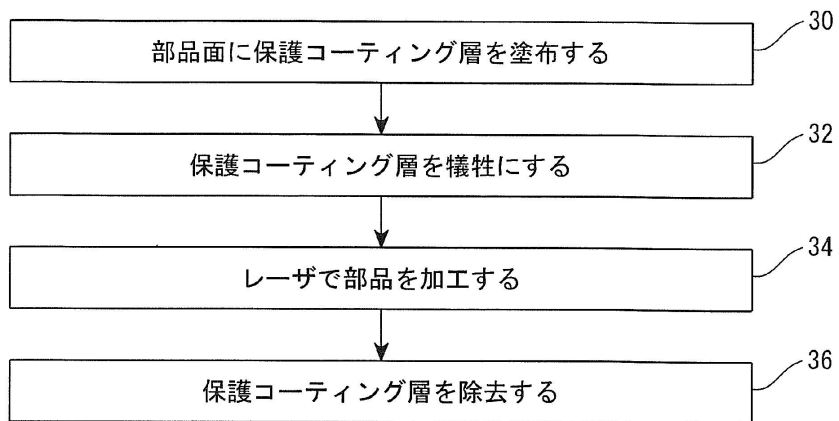 部品面に保護コーティング層を塗布する
30
保護コーティング層を犠牲にする
32
レーザで部品を加工する
34
保護コーティング層を除去する
36